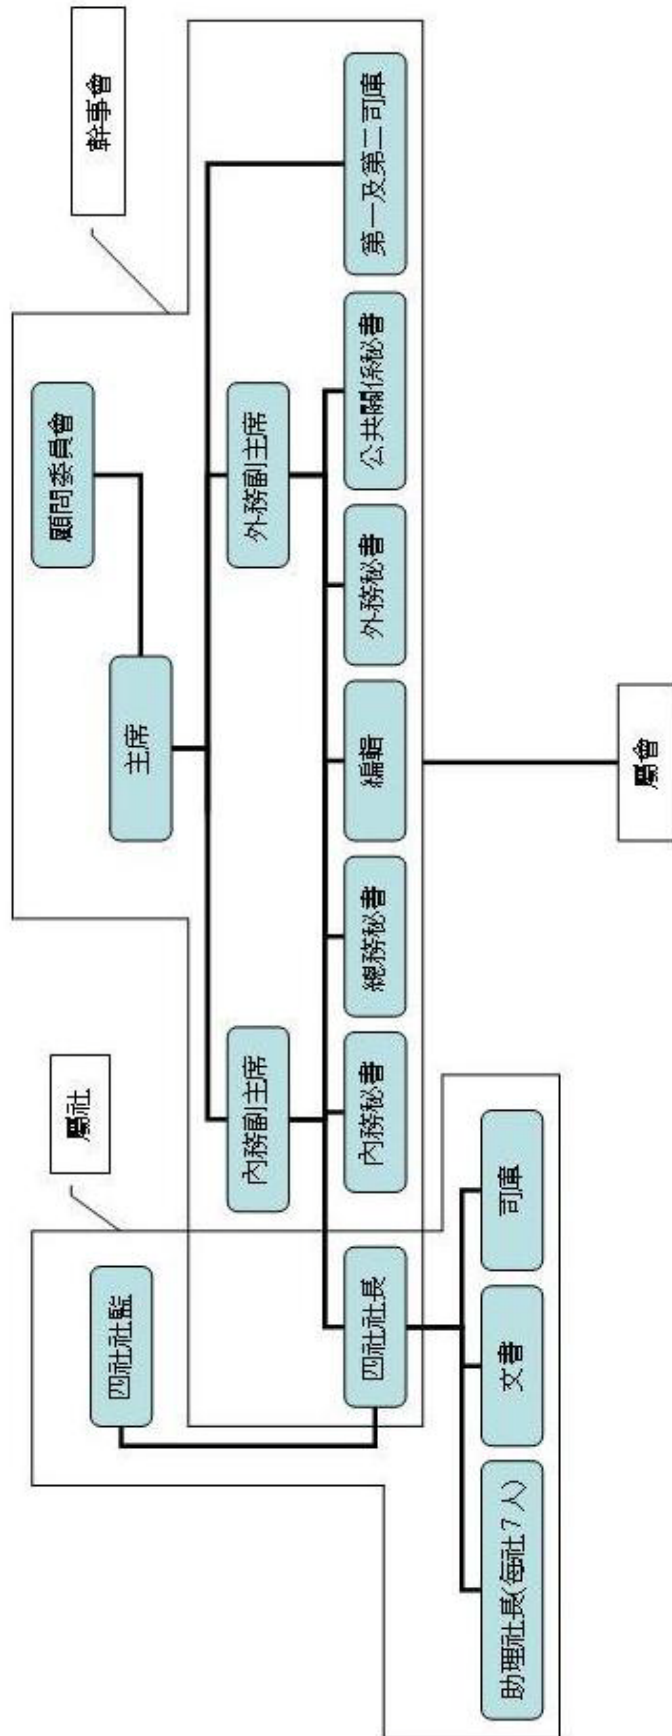 幹事會
顧問委員會
主席
屬社
內務副主席
外務副主席
四社社監
四社社長
內務秘書
總務秘書
編輯
外務秘書
公共關係秘書
第一及第二司庫
助理社長(每社7人)
文書
司庫
屬會